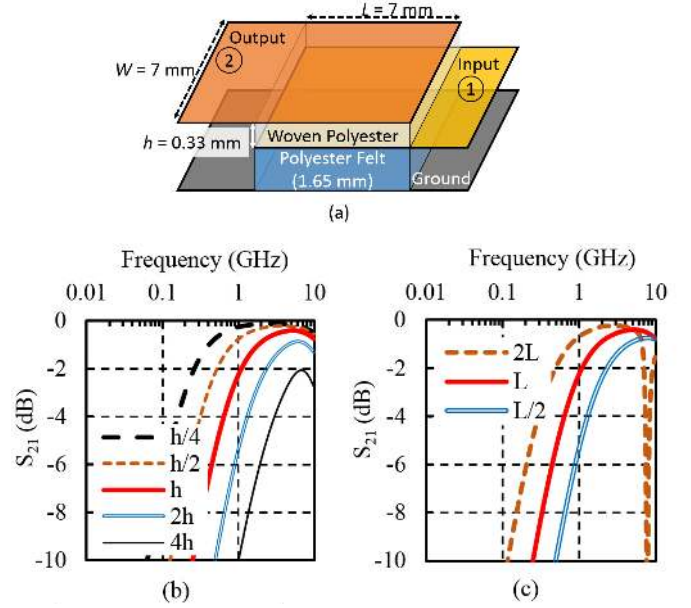 L = 7 mm
Output
2
W = 7 mm
Input
1
h = 0.33 mm
Woven Polyester
Polyester Felt
(1.65 mm)
Ground
(a)
Frequency (GHz)
0.01 0.1 1 10
0
-2
-4
-6
-8
-10
S21 (dB)
h/4
h/2
h
2h
4h
(b)
Frequency (GHz)
0.01 0.1 1 10
0
-2
-4
-6
-8
-10
S21 (dB)
2L
L
L/2
(c)